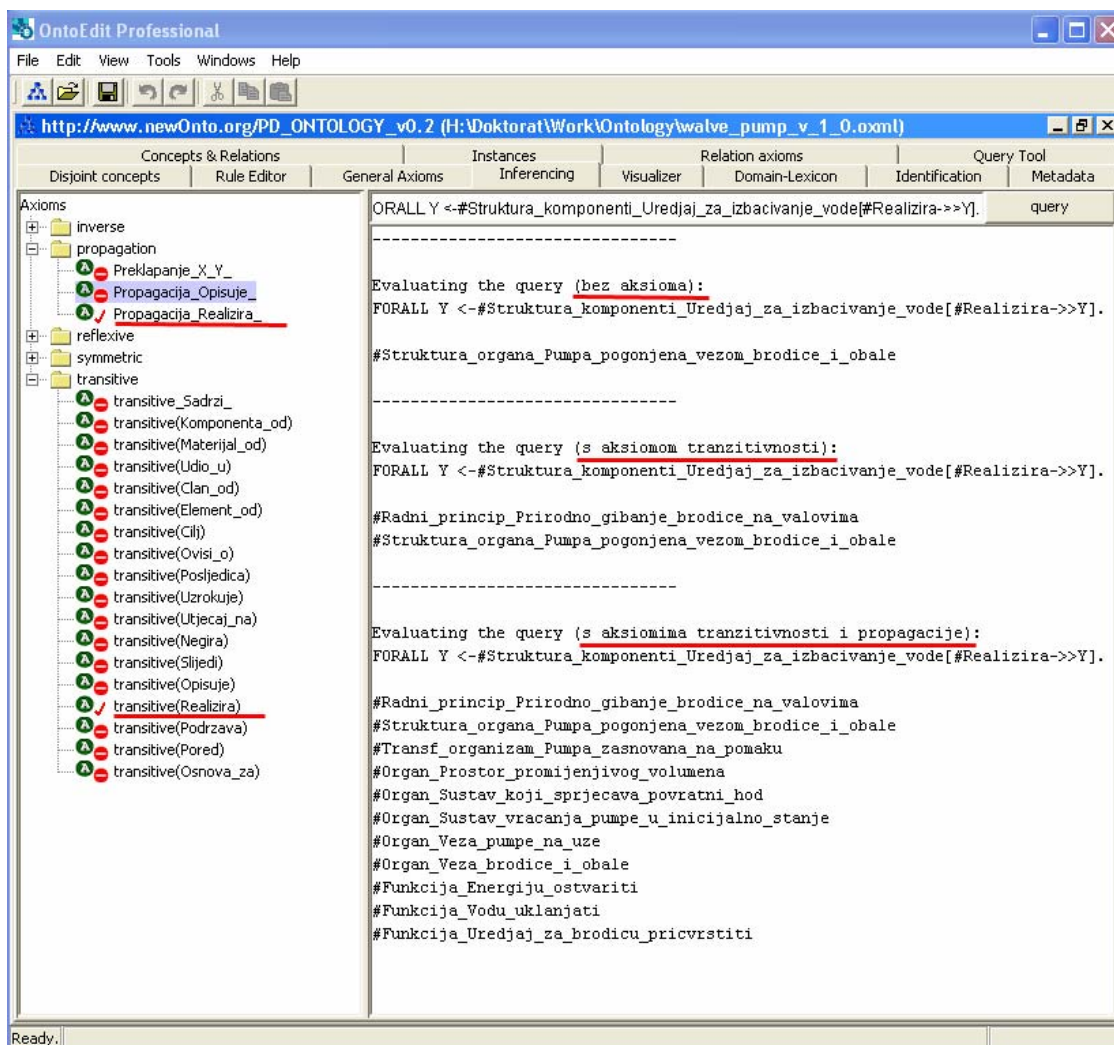 OntoEdit Professional
File Edit View Tools Windows Help
http://www.newOnto.org/PD_ONTOLOGY_v0.2 (H:\Doktorat\Work\Ontology\walve_pump_v_1_0.oxml)
Concepts & Relations Instances Relation axioms Query Tool
Disjoint concepts Rule Editor General Axioms Inferencing Visualizer Domain-Lexicon Identification Metadata
Axioms
inverse
propagation
Preklapanje_X_Y_
Propagacija_Opisuje_
Propagacija_Realizira_
reflexive
symmetric
transitive
transitive_Sadrzi_
transitive(Komponenta_od)
transitive(Materijal_od)
transitive(Udio_u)
transitive(Clan_od)
transitive(Element_od)
transitive(Cilj)
transitive(Ovisi_o)
transitive(Posljedica)
transitive(Uzrokuje)
transitive(Utjecaj_na)
transitive(Negira)
transitive(Slijedi)
transitive(Opisuje)
transitive(Realizira)
transitive(Podrzava)
transitive(Pored)
transitive(Osnova_za)
ORALL Y <-#Struktura_komponenti_Uredjaj_za_izbacivanje_vode[#Realizira->>Y]. query
--------------------------------
Evaluating the query (bez aksioma):
FORALL Y <-#Struktura_komponenti_Uredjaj_za_izbacivanje_vode[#Realizira->>Y].
#Struktura_organa_Pumpa_pogonjena_vezom_brodice_i_obale
--------------------------------
Evaluating the query (s aksiomom tranzitivnosti):
FORALL Y <-#Struktura_komponenti_Uredjaj_za_izbacivanje_vode[#Realizira->>Y].
#Radni_princip_Prirodno_gibanje_brodice_na_valovima
#Struktura_organa_Pumpa_pogonjena_vezom_brodice_i_obale
--------------------------------
Evaluating the query (s aksiomima tranzitivnosti i propagacije):
FORALL Y <-#Struktura_komponenti_Uredjaj_za_izbacivanje_vode[#Realizira->>Y].
#Radni_princip_Prirodno_gibanje_brodice_na_valovima
#Struktura_organa_Pumpa_pogonjena_vezom_brodice_i_obale
#Transf_organizam_Pumpa_zasnovana_na_pomaku
#Organ_Prostor_promijenjivog_volumena
#Organ_Sustav_koji_sprjecava_povratni_hod
#Organ_Sustav_vracanja_pumpe_u_inicijalno_stanje
#Organ_Veza_pumpe_na_uze
#Organ_Veza_brodice_i_obale
#Funkcija_Energiju_ostvariti
#Funkcija_Vodu_uklanjati
#Funkcija_Uredjaj_za_brodicu_pricvrstiti
Ready.